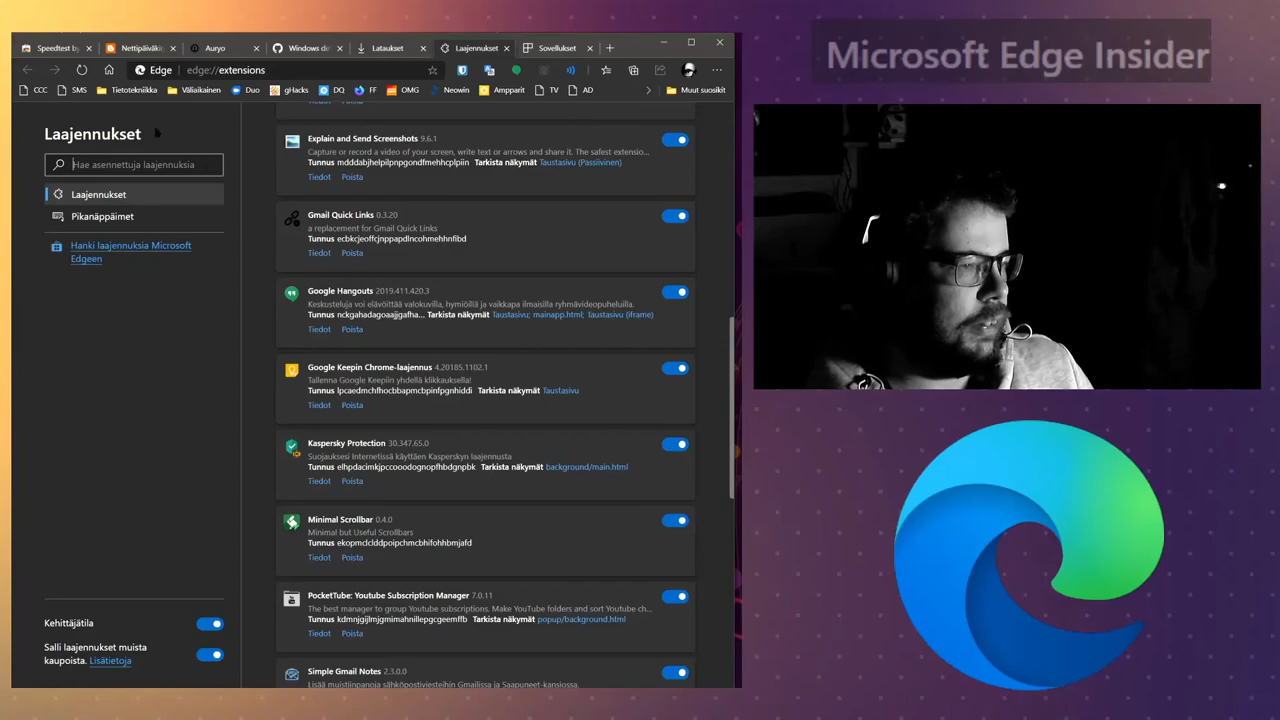 Microsoft Edge Insider
Speedtest by
Nettipäiväkij
Auryo
Windows de
Lataukset
Laajennukset
Sovellukset
Edge edge://extensions
CCC SMS Tietotekniikka Väliaikainen Duo gHacks DQ FF OMG Neowin Ampparit TV AD Muut suosikit
Laajennukset
Hae asennettuja laajennuksia
Laajennukset
Pikanäppäimet
Hanki laajennuksia Microsoft
Edgeen
Kehittäjätila
Salli laajennukset muista
kaupoista. Lisätietoja
Explain and Send Screenshots 9.6.1
Capture or record a video of your screen, write text or arrows and share it. The safest extensio...
Tunnus mdddabjhelpilpnpgondfmehhcplpiin Tarkista näkymät Taustasivu (Passiivinen)
Tiedot Poista
Gmail Quick Links 0.3.20
a replacement for Gmail Quick Links
Tunnus ecbkcjeoffcjnppapdlncohmehhnfibd
Tiedot Poista
Google Hangouts 2019.411.420.3
Keskusteluja voi elävöittää valokuvilla, hymiöillä ja vaikkapa ilmaisilla ryhmävideopuheluilla.
Tunnus nckgahadagoaajjgafha... Tarkista näkymät Taustasivu; mainapp.html; Taustasivu (iframe)
Tiedot Poista
Google Keepin Chrome-laajennus 4.20185.1102.1
Tallenna Google Keepiin yhdellä klikkauksella!
Tunnus lpcaedmchfhocbbapmcbpinfpgnhiddi Tarkista näkymät Taustasivu
Tiedot Poista
Kaspersky Protection 30.347.65.0
Suojauksesi Internetissä käyttäen Kasperskyn laajennusta
Tunnus elhpdacimkjpccooodognopfhbdgnpbk Tarkista näkymät background/main.html
Tiedot Poista
Minimal Scrollbar 0.4.0
Minimal but Useful Scrollbars
Tunnus ekopmclclddpoipchmcbhifohhbmjafd
Tiedot Poista
PocketTube: Youtube Subscription Manager 7.0.11
The best manager to group Youtube subscriptions. Make YouTube folders and sort Youtube ch...
Tunnus kdmnjgijlmjgmimahnillepgcgeemffb Tarkista näkymät popup/background.html
Tiedot Poista
Simple Gmail Notes 2.3.0.0
Lisää muistiinpanoja sähköpostiviesteihin Gmailissa ja Saapuneet-kansiossa.